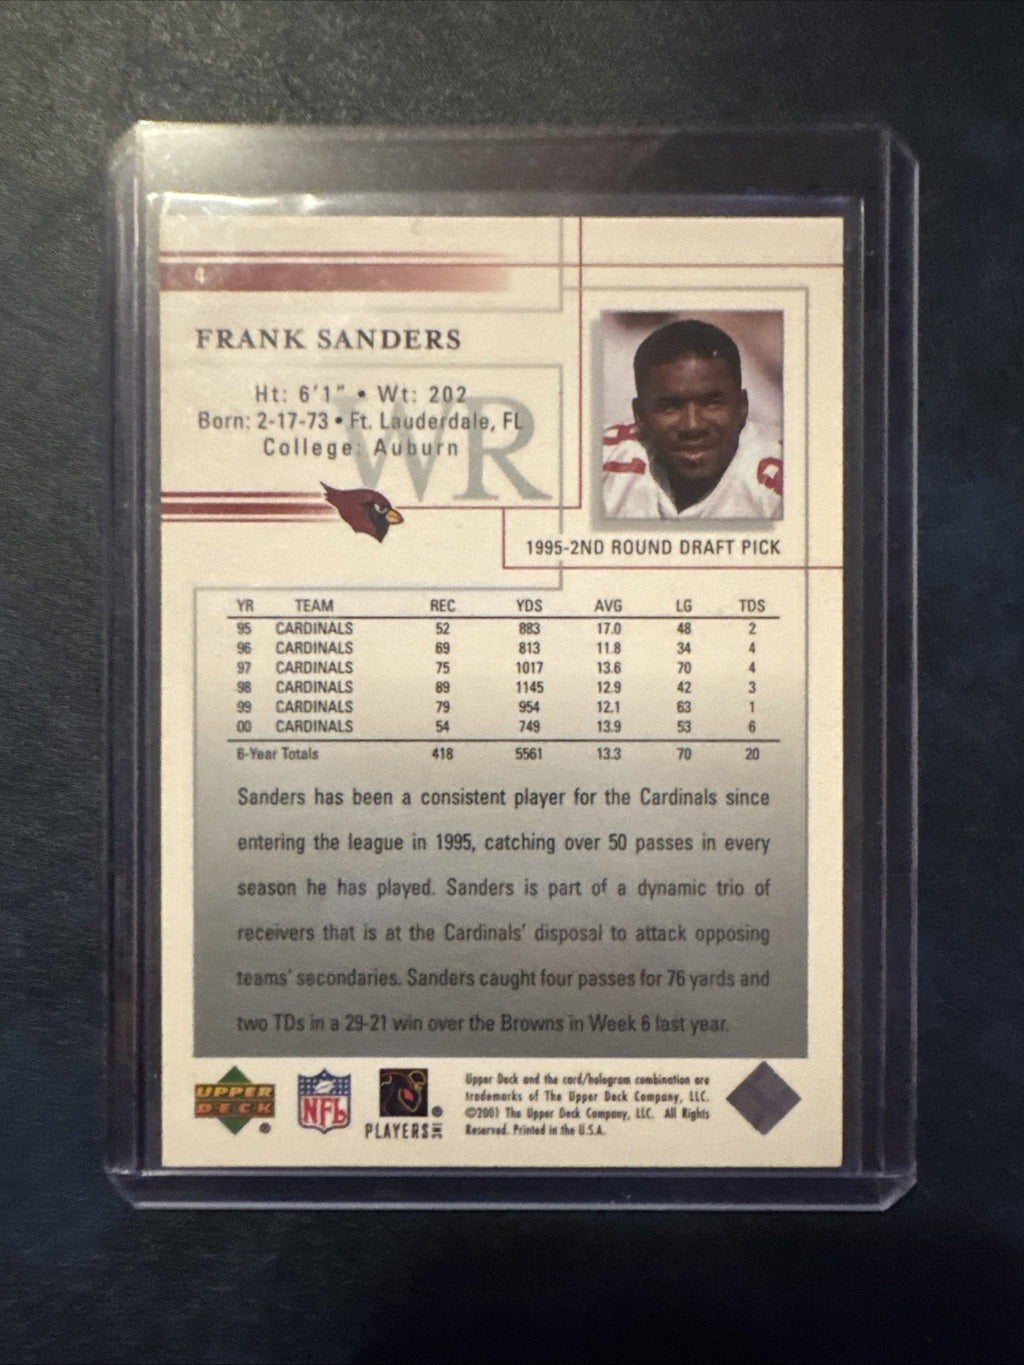 4
FRANK SANDERS
Ht: 6'1" • Wt: 202
Born: 2-17-73 • Ft. Lauderdale, FL
College: Auburn
WR
1995-2ND ROUND DRAFT PICK
YR TEAM REC YDS AVG LG TDS
95 CARDINALS 52 883 17.0 48 2
96 CARDINALS 69 813 11.8 34 4
97 CARDINALS 75 1017 13.6 70 4
98 CARDINALS 89 1145 12.9 42 3
99 CARDINALS 79 954 12.1 63 1
00 CARDINALS 54 749 13.9 53 6
6-Year Totals 418 5561 13.3 70 20
Sanders has been a consistent player for the Cardinals since
entering the league in 1995, catching over 50 passes in every
season he has played. Sanders is part of a dynamic trio of
receivers that is at the Cardinals' disposal to attack opposing
teams' secondaries. Sanders caught four passes for 76 yards and
two TDs in a 29-21 win over the Browns in Week 6 last year.
UPPER
DECK
®
NFL
®
PLAYERS INC
Upper Deck and the card/hologram combination are
trademarks of The Upper Deck Company, LLC.
©2001 The Upper Deck Company, LLC. All Rights
Reserved. Printed in the U.S.A.